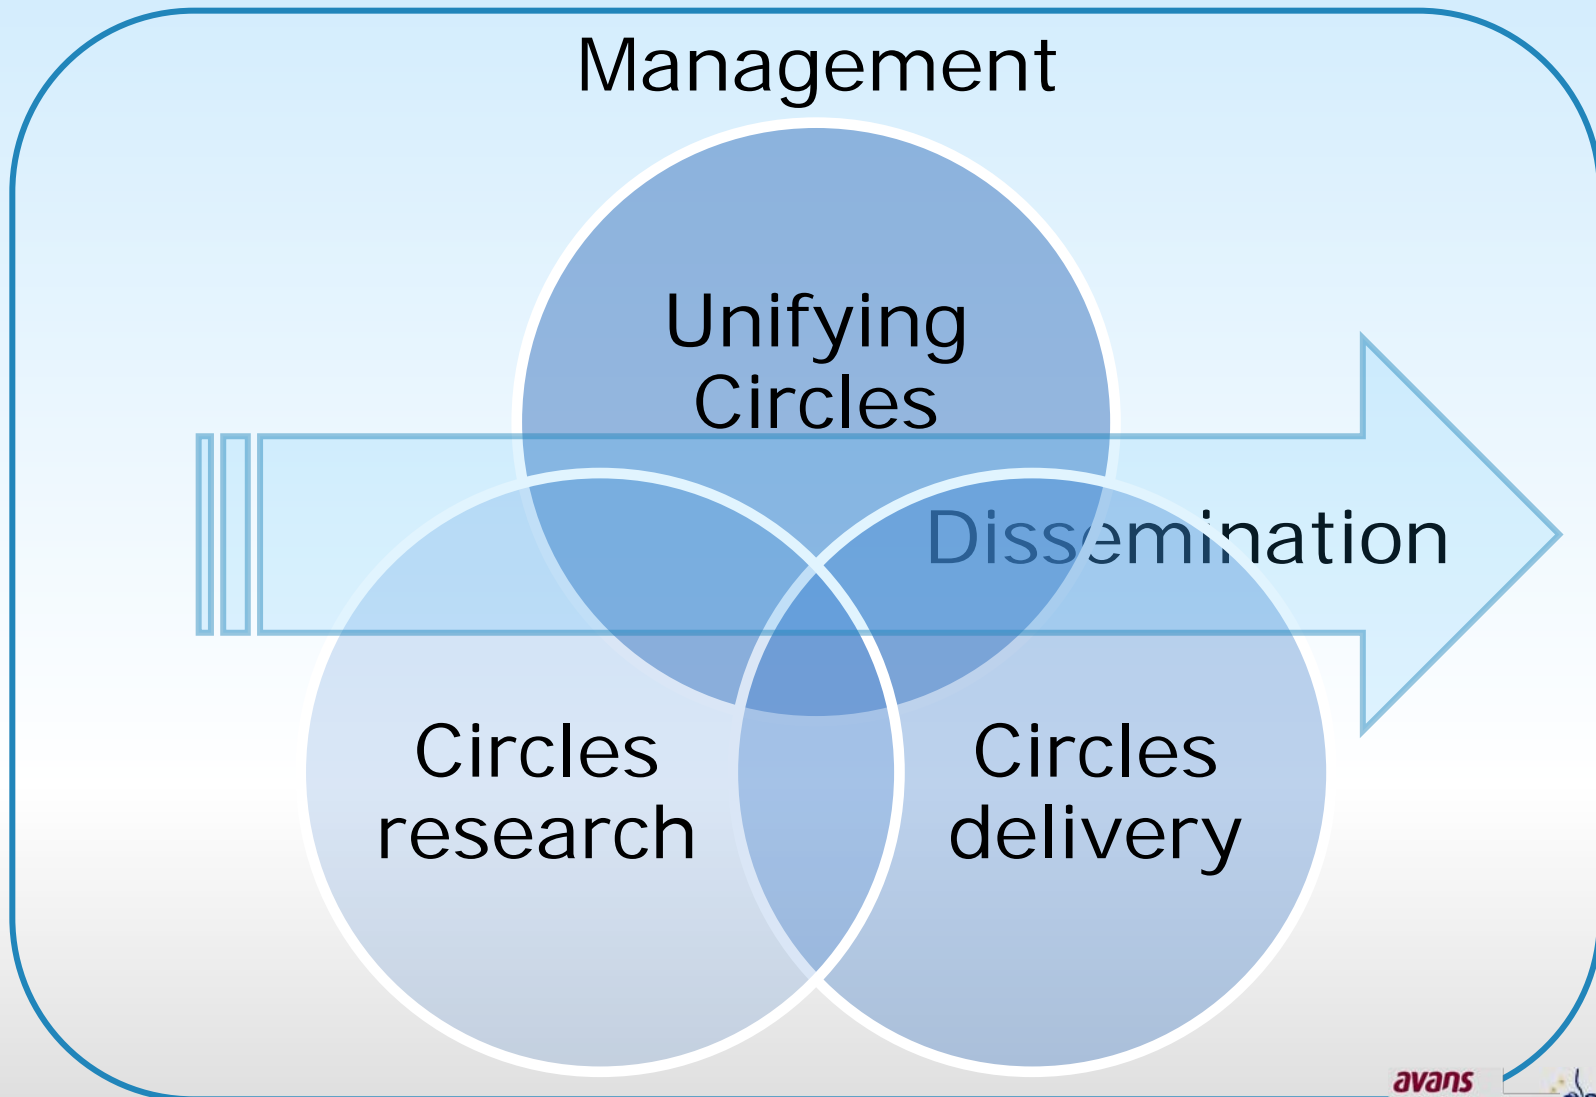 Management
Unifying
Circles
Dissemination
Circles
research
Circles
delivery
avans